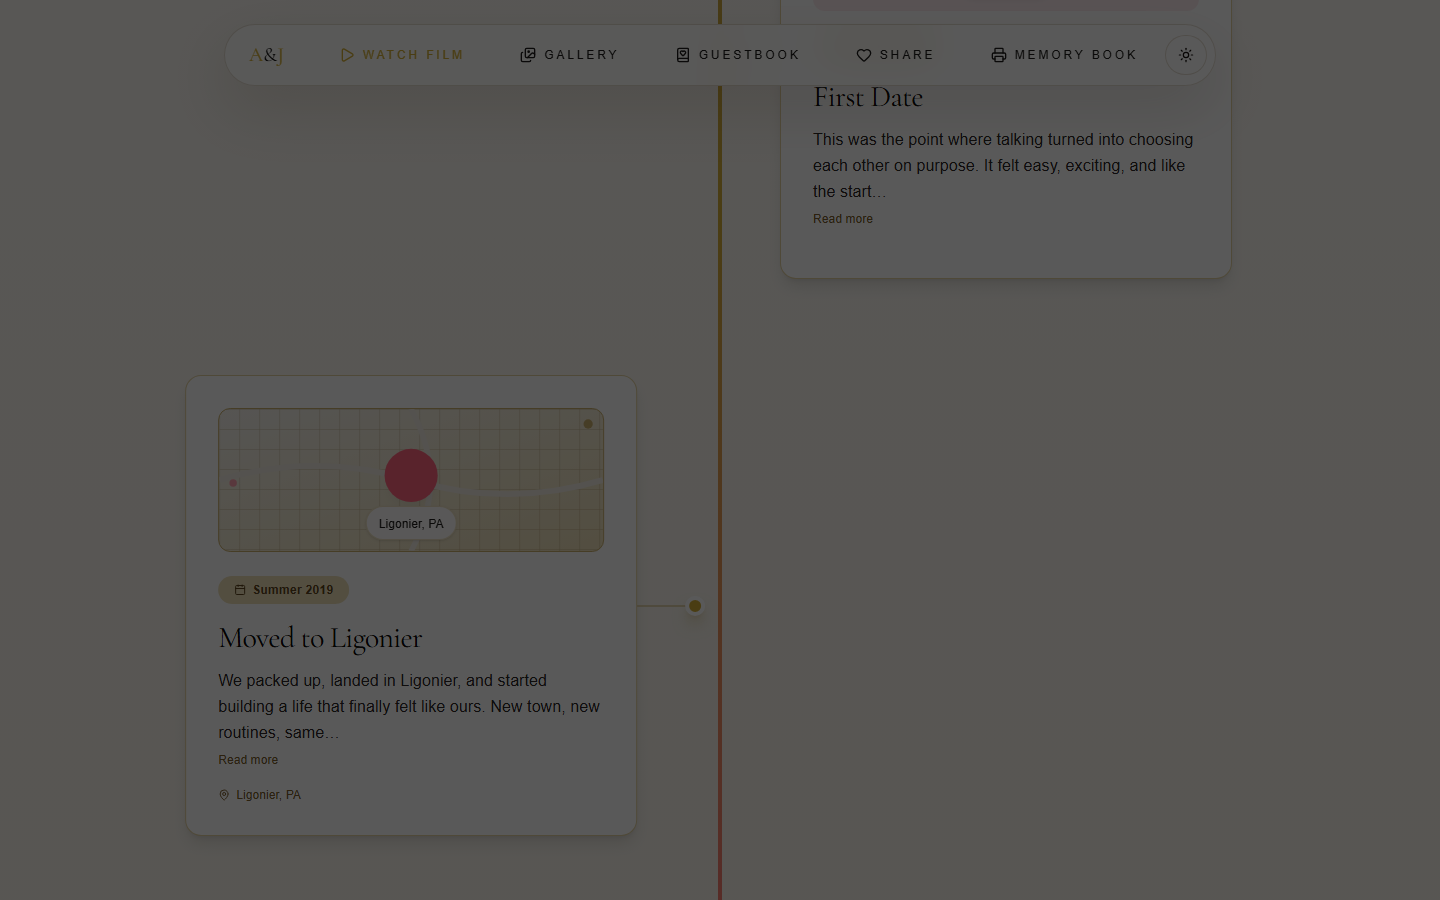 A&J
WATCH FILM
GALLERY
GUESTBOOK
SHARE
MEMORY BOOK
First Date
This was the point where talking turned into choosing
each other on purpose. It felt easy, exciting, and like
the start…
Read more
Ligonier, PA
Summer 2019
Moved to Ligonier
We packed up, landed in Ligonier, and started
building a life that finally felt like ours. New town, new
routines, same…
Read more
Ligonier, PA